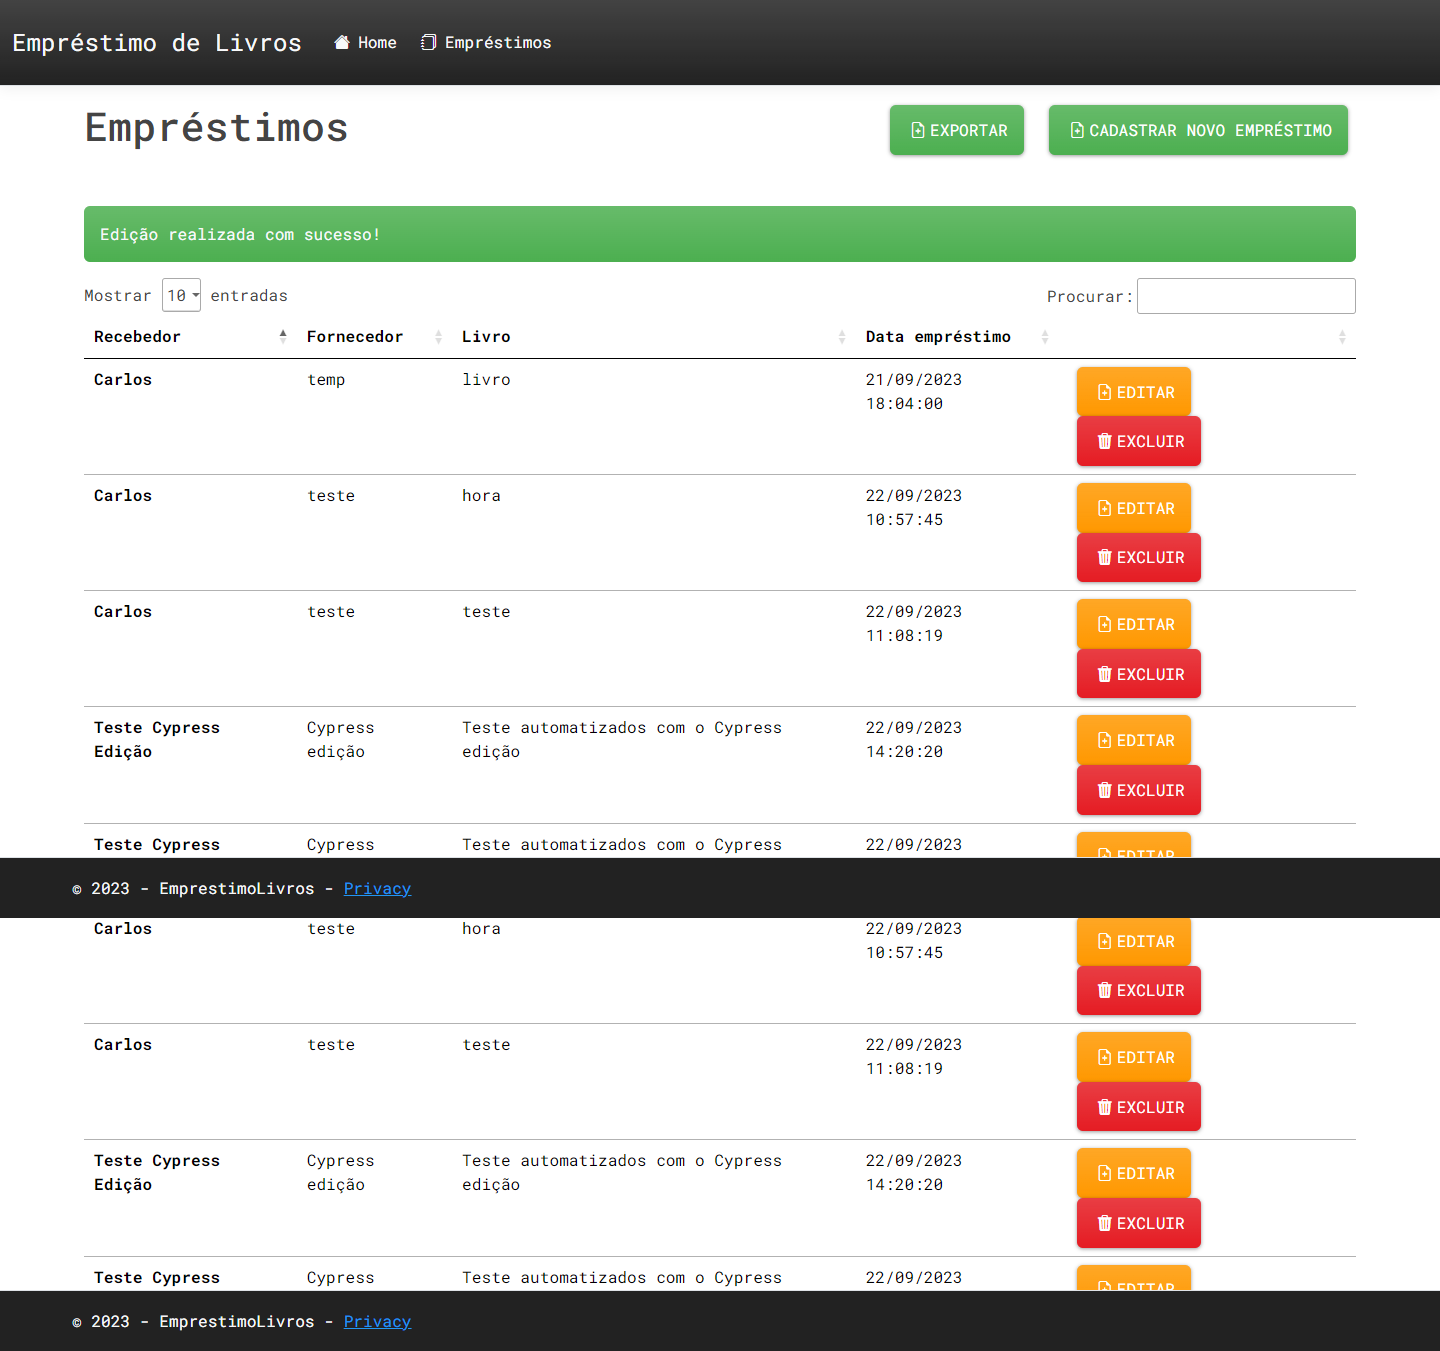 Empréstimo de Livros Home Empréstimos
Empréstimos EXPORTAR CADASTRAR NOVO EMPRÉSTIMO
Edição realizada com sucesso!
Mostrar 10 entradas Procurar:
Recebedor Fornecedor Livro Data empréstimo
Carlos temp livro 21/09/2023 18:04:00
EDITAR
EXCLUIR
Carlos teste hora 22/09/2023 10:57:45
EDITAR
EXCLUIR
Carlos teste teste 22/09/2023 11:08:19
EDITAR
EXCLUIR
Teste Cypress Edição Cypress edição Teste automatizados com o Cypress edição 22/09/2023 14:20:20
EDITAR
EXCLUIR
Teste Cypress Cypress Teste automatizados com o Cypress 22/09/2023
EDITAR
© 2023 - EmprestimoLivros - Privacy
Carlos teste hora 22/09/2023 10:57:45
EDITAR
EXCLUIR
Carlos teste teste 22/09/2023 11:08:19
EDITAR
EXCLUIR
Teste Cypress Edição Cypress edição Teste automatizados com o Cypress edição 22/09/2023 14:20:20
EDITAR
EXCLUIR
Teste Cypress Cypress Teste automatizados com o Cypress 22/09/2023
EDITAR
© 2023 - EmprestimoLivros - Privacy